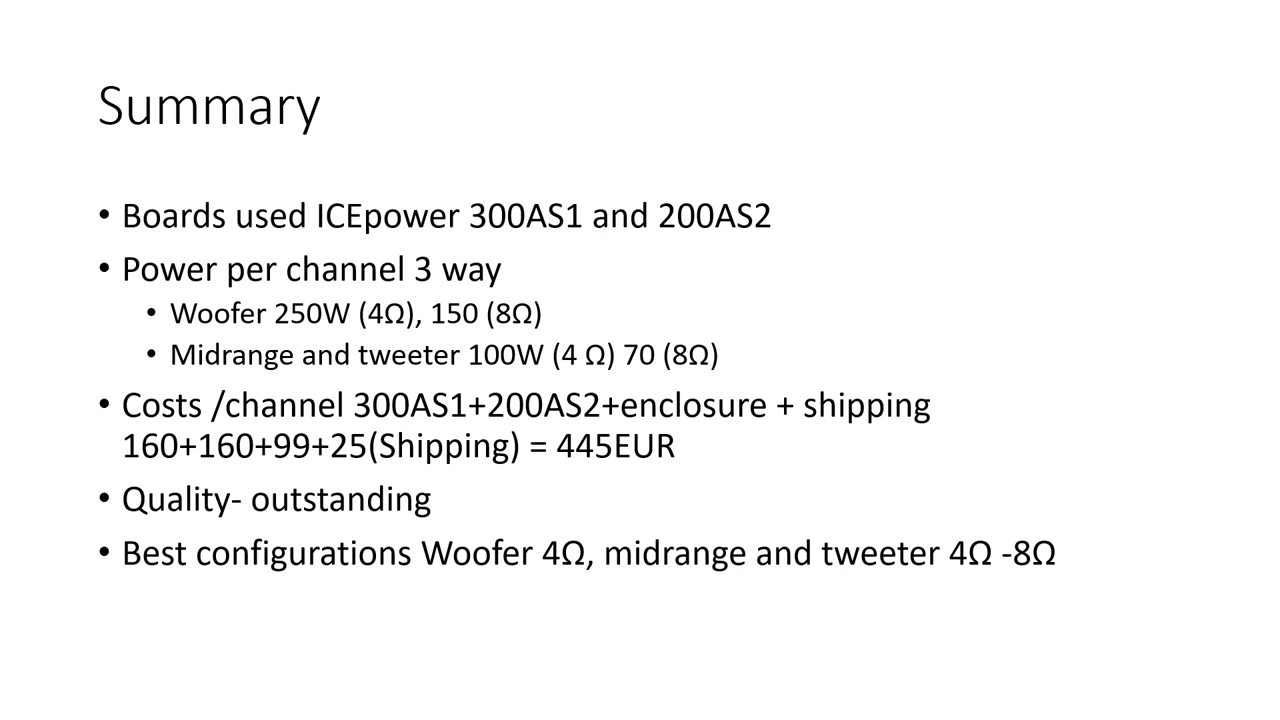 Summary
• Boards used ICEpower 300AS1 and 200AS2
• Power per channel 3 way
• Woofer 250W (4Ω), 150 (8Ω)
• Midrange and tweeter 100W (4 Ω) 70 (8Ω)
• Costs /channel 300AS1+200AS2+enclosure + shipping
160+160+99+25(Shipping) = 445EUR
• Quality- outstanding
• Best configurations Woofer 4Ω, midrange and tweeter 4Ω -8Ω